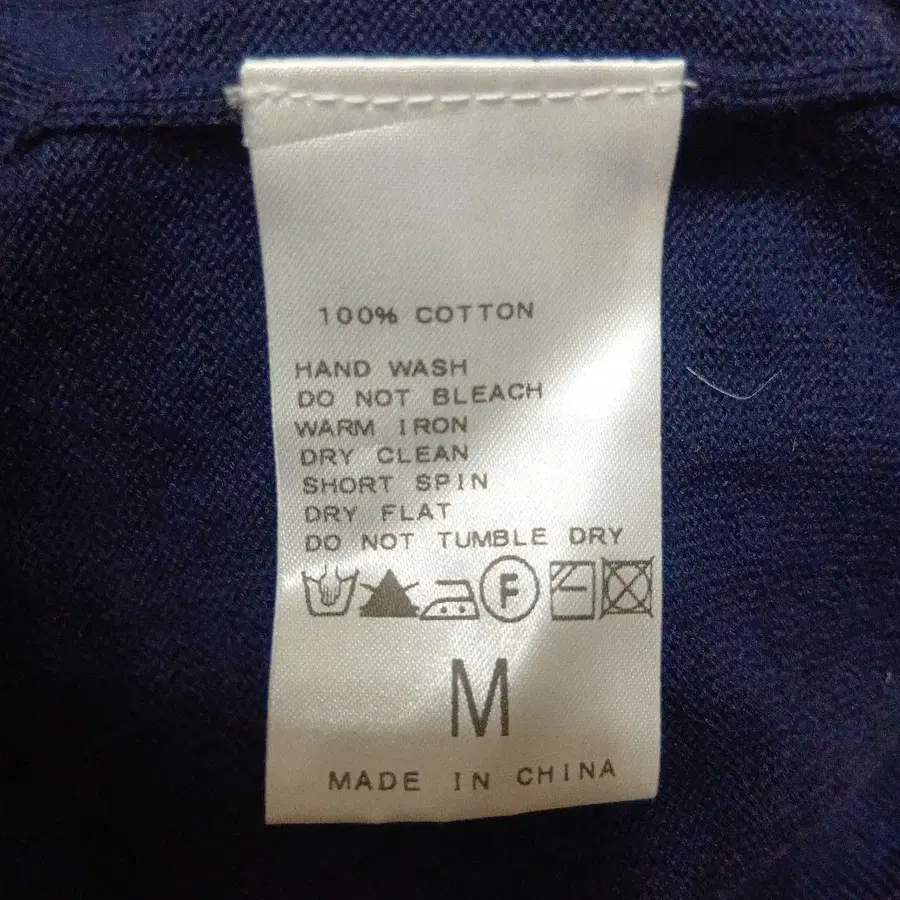 100% COTTON
HAND WASH
DO NOT BLEACH
WARM IRON
DRY CLEAN
SHORT SPIN
DRY FLAT
DO NOT TUMBLE DRY
F
M
MADE IN CHINA